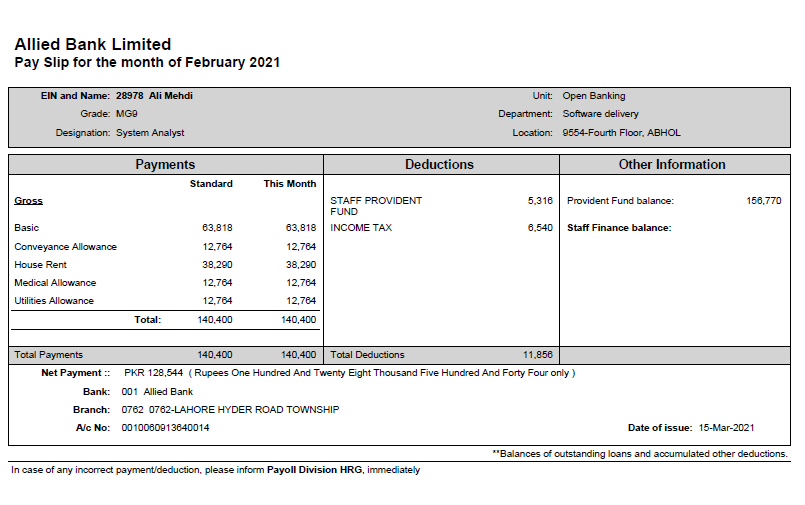 Allied Bank Limited
Pay Slip for the month of February 2021
EIN and Name: 28978 Ali Mehdi Unit: Open Banking
Grade: MG9 Department: Software delivery
Designation: System Analyst Location: 9554-Fourth Floor, ABHOL
Payments Deductions Other Information
Standard This Month
Gross STAFF PROVIDENT FUND 5,316 Provident Fund balance: 156,770
Basic 63,818 63,818 INCOME TAX 6,540 Staff Finance balance:
Conveyance Allowance 12,764 12,764
House Rent 38,290 38,290
Medical Allowance 12,764 12,764
Utilities Allowance 12,764 12,764
Total: 140,400 140,400
Total Payments 140,400 140,400 Total Deductions 11,856
Net Payment :: PKR 128,544 ( Rupees One Hundred And Twenty Eight Thousand Five Hundred And Forty Four only )
Bank: 001 Allied Bank
Branch: 0762 0762-LAHORE HYDER ROAD TOWNSHIP
A/c No: 0010060913640014 Date of issue: 15-Mar-2021
**Balances of outstanding loans and accumulated other deductions.
In case of any incorrect payment/deduction, please inform Payoll Division HRG, immediately